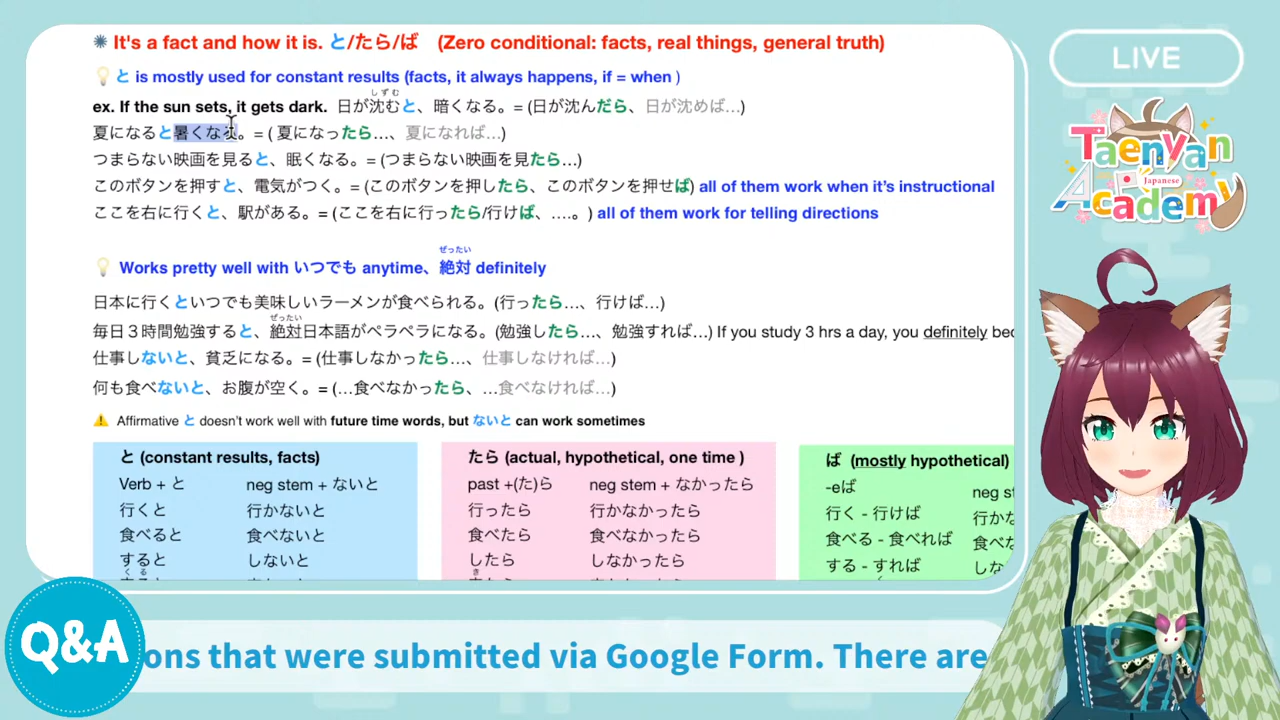 ✺ It's a fact and how it is. と/たら/ば (Zero conditional: facts, real things, general truth)
💡 と is mostly used for constant results (facts, it always happens, if = when )
しずむ
ex. If the sun sets, it gets dark. 日が沈むと、暗くなる。= (日が沈んだら、日が沈めば…)
夏になると暑くなる。= ( 夏になったら…、夏になれば…)
つまらない映画を見ると、眠くなる。= (つまらない映画を見たら…)
このボタンを押すと、電気がつく。= (このボタンを押したら、このボタンを押せば) all of them work when it's instructional
ここを右に行くと、駅がある。= (ここを右に行ったら/行けば、….。) all of them work for telling directions
ぜったい
💡 Works pretty well with いつでも anytime、絶対 definitely
日本に行くといつでも美味しいラーメンが食べられる。(行ったら…、行けば…)
ぜったい
毎日３時間勉強すると、絶対日本語がペラペラになる。(勉強したら…、勉強すれば…) If you study 3 hrs a day, you definitely bec
仕事しないと、貧乏になる。= (仕事しなかったら…、仕事しなければ…)
何も食べないと、お腹が空く。= (…食べなかったら、…食べなければ…)
⚠️ Affirmative と doesn't work well with future time words, but ないと can work sometimes
と (constant results, facts)
Verb + と neg stem + ないと
行くと 行かないと
食べると 食べないと
すると しないと
くる
たら (actual, hypothetical, one time )
past +(た)ら neg stem + なかったら
行ったら 行かなかったら
食べたら 食べなかったら
したら しなかったら
き
ば (mostly hypothetical)
-eば neg st
行く - 行けば 行かな
食べる - 食べれば 食べな
する - すれば しな
LIVE
Taenyan
Japanese
Academy
Q&A
ons that were submitted via Google Form. There are